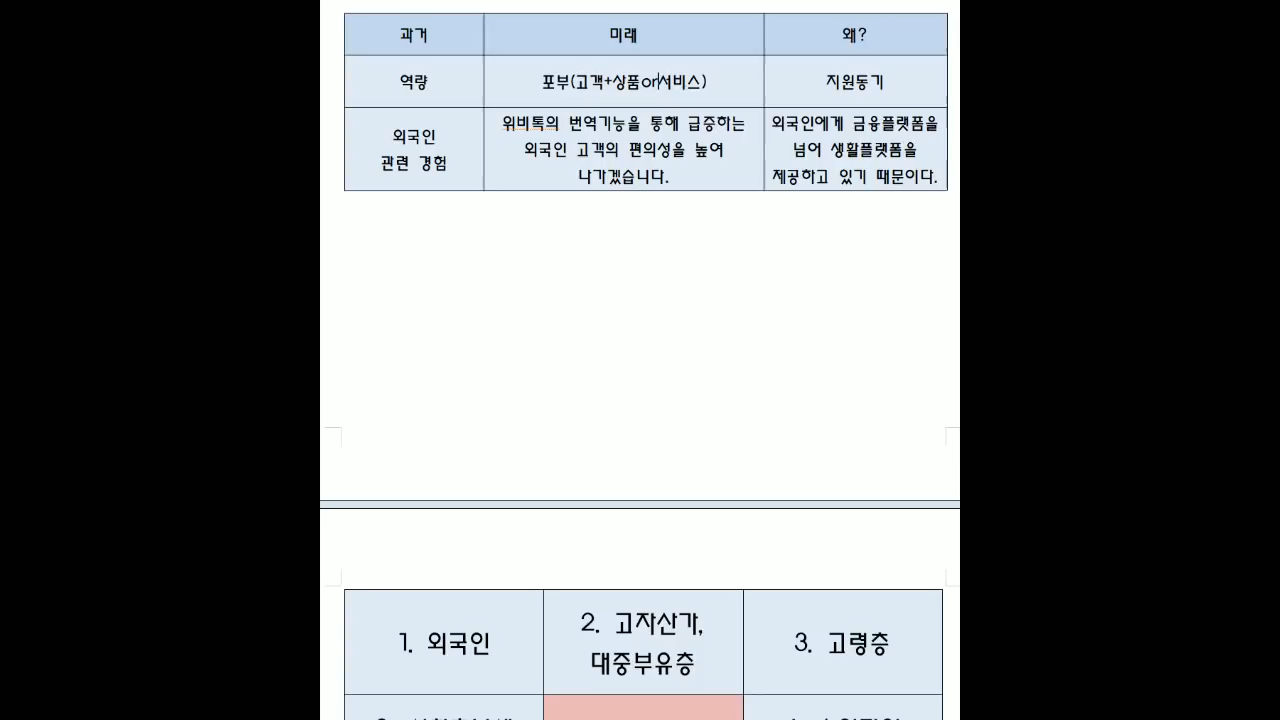 과거 미래 왜?
역량 포부(고객+상품or서비스) 지원동기
외국인
관련 경험
위비톡의 번역기능을 통해 급증하는
외국인 고객의 편의성을 높여
나가겠습니다.
외국인에게 금융플랫폼을
넘어 생활플랫폼을
제공하고 있기 때문이다.
1. 외국인
2. 고자산가,
대중부유층
3. 고령층